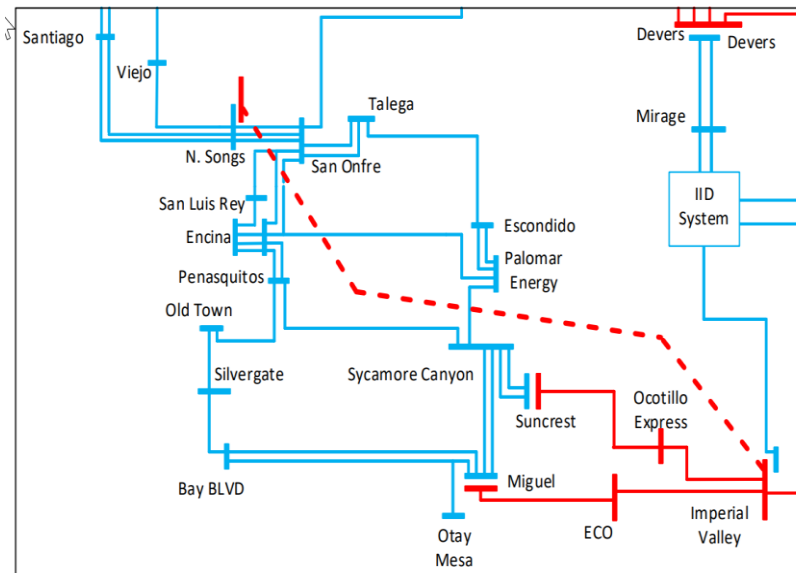 Santiago
Viejo
Devers
Devers
Talega
Mirage
N. Songs
San Onfre
San Luis Rey
IID
System
Encina
Escondido
Palomar
Energy
Penasquitos
Old Town
Silvergate
Sycamore Canyon
Suncrest
Ocotillo
Express
Bay BLVD
Miguel
Otay
Mesa
ECO
Imperial
Valley